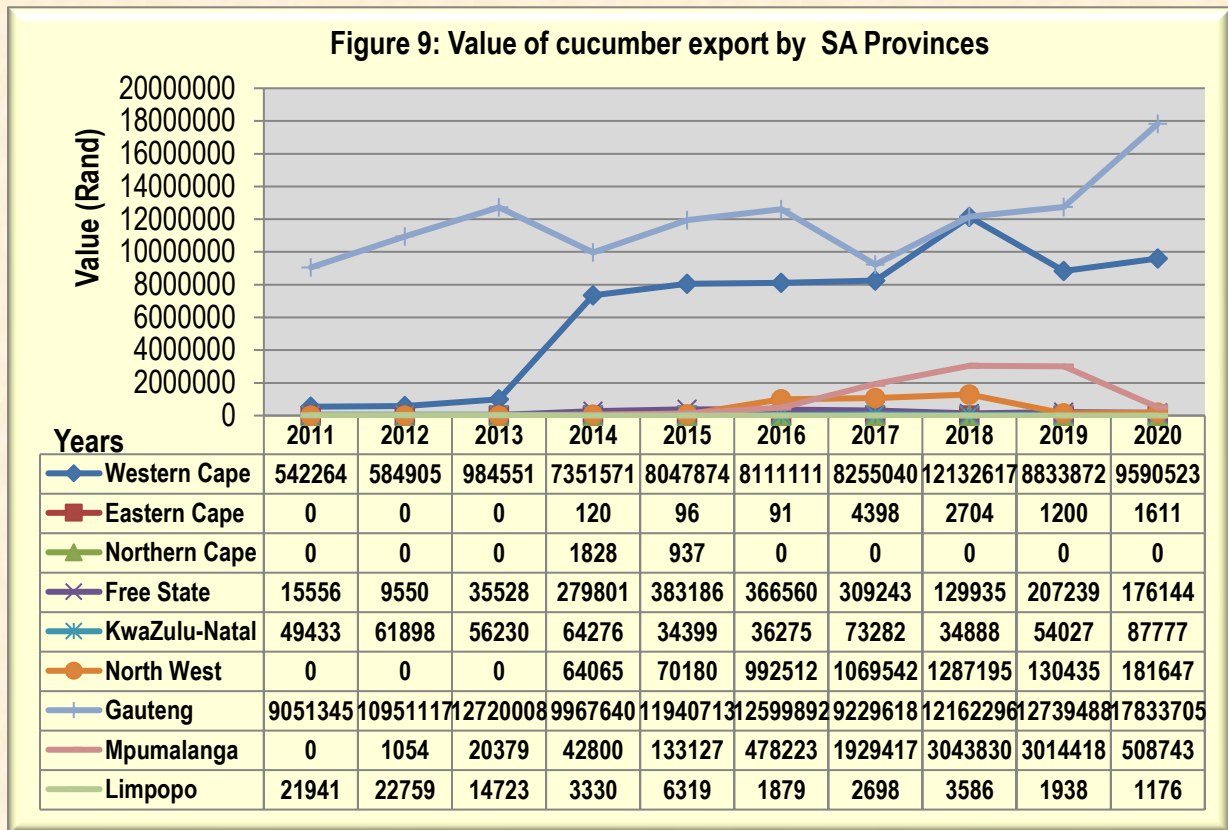 Figure 9: Value of cucumber export by SA Provinces
Value (Rand)
20000000
18000000
16000000
14000000
12000000
10000000
8000000
6000000
4000000
2000000
0
Years 2011 2012 2013 2014 2015 2016 2017 2018 2019 2020
Western Cape 542264 584905 984551 7351571 8047874 8111111 8255040 12132617 8833872 9590523
Eastern Cape 0 0 0 120 96 91 4398 2704 1200 1611
Northern Cape 0 0 0 1828 937 0 0 0 0 0
Free State 15556 9550 35528 279801 383186 366560 309243 129935 207239 176144
KwaZulu-Natal 49433 61898 56230 64276 34399 36275 73282 34888 54027 87777
North West 0 0 0 64065 70180 992512 1069542 1287195 130435 181647
Gauteng 9051345 10951117 12720008 9967640 11940713 12599892 9229618 12162296 12739488 17833705
Mpumalanga 0 1054 20379 42800 133127 478223 1929417 3043830 3014418 508743
Limpopo 21941 22759 14723 3330 6319 1879 2698 3586 1938 1176